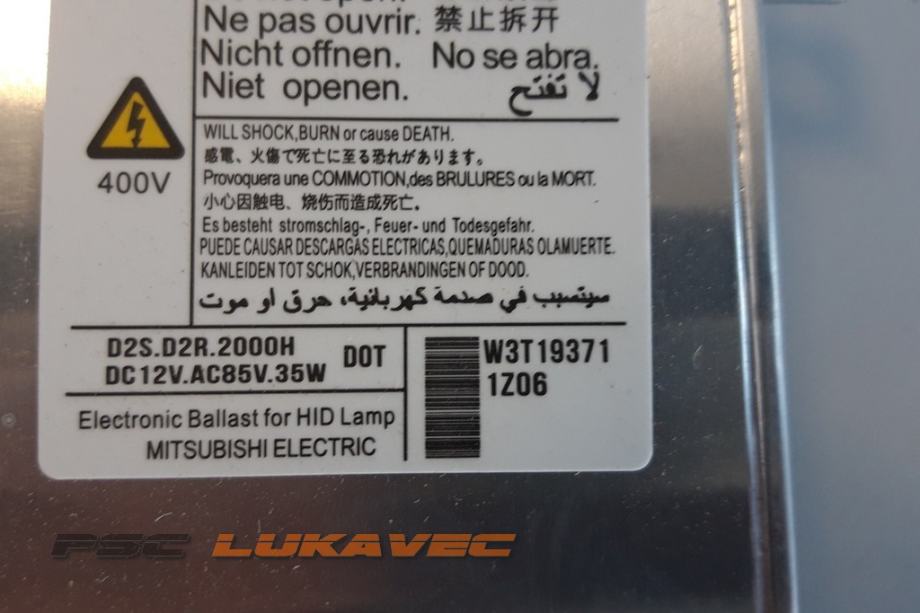 Ne pas ouvrir. 禁止拆开
Nicht offnen. No se abra.
Niet openen. لا تفتح
400V
WILL SHOCK,BURN or cause DEATH.
感電、火傷で死亡に至る恐れがあります。
Provoquera une COMMOTION,des BRULURES ou la MORT.
小心因触电、烧伤而造成死亡。
Es besteht stromschlag-, Feuer- und Todesgefahr.
PUEDE CAUSAR DESCARGAS ELECTRICAS,QUEMADURAS OLAMUERTE.
KANLEIDEN TOT SCHOK,VERBRANDINGEN OF DOOD.
سيتسبب في صدمة كهربائية، حرق او موت
D2S.D2R.2000H DOT
DC12V.AC85V.35W
Electronic Ballast for HID Lamp
MITSUBISHI ELECTRIC
W3T19371
1Z06
PSC LUKAVEC